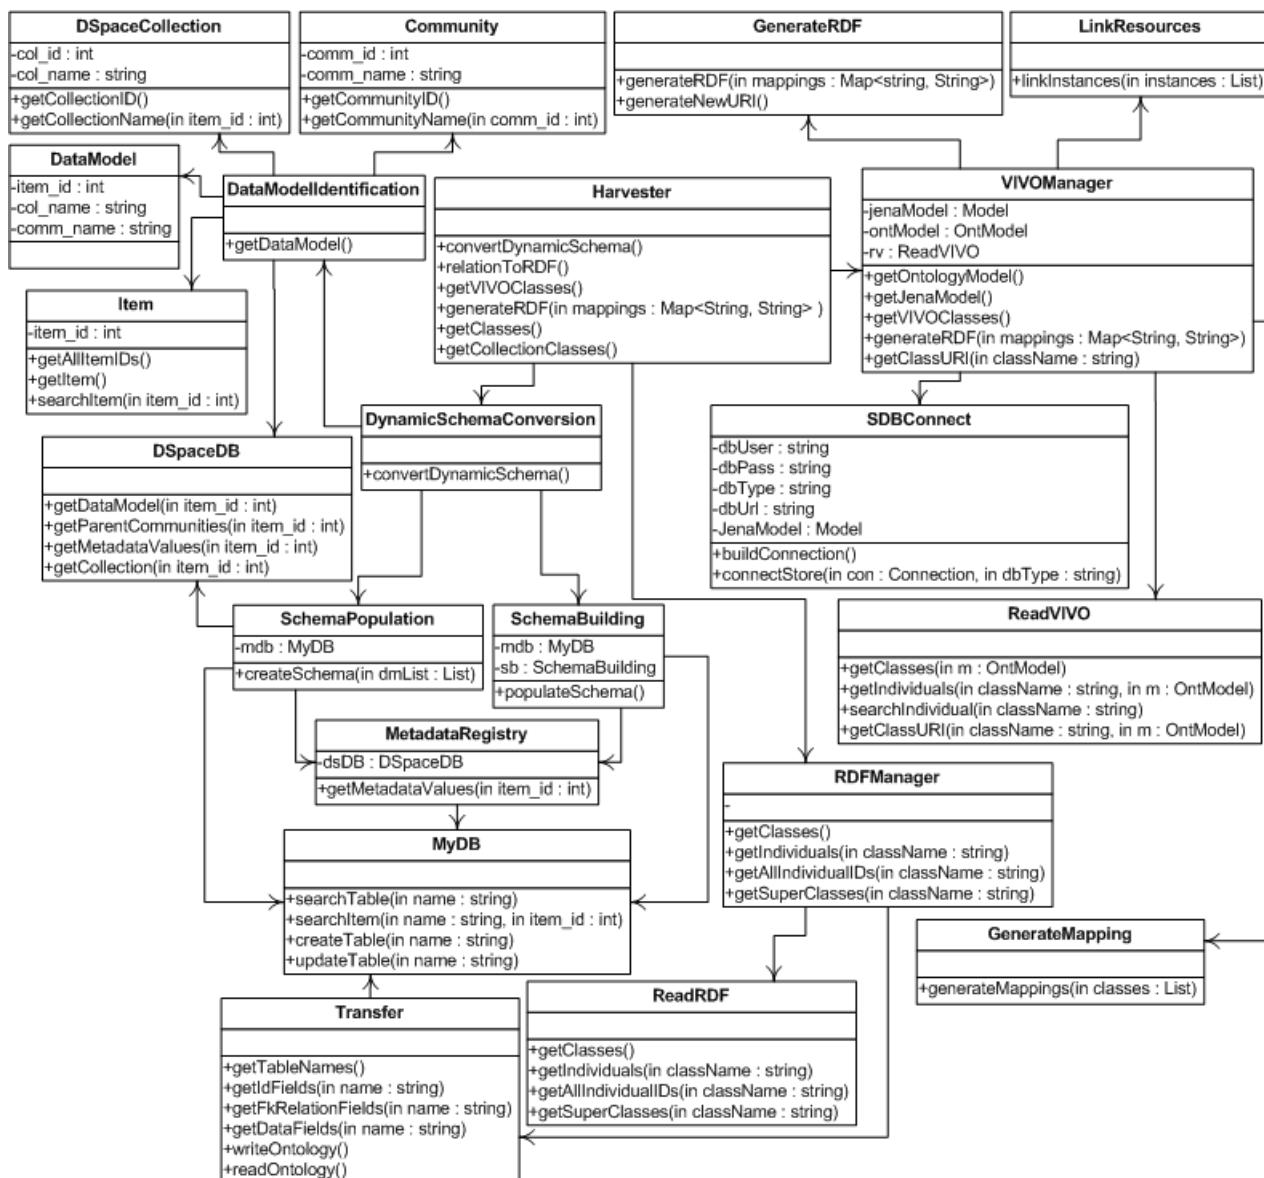 DSpaceCollection
-col_id : int
-col_name : string
+getCollectionID()
+getCollectionName(in item_id : int)
Community
-comm_id : int
-comm_name : string
+getCommunityID()
+getCommunityName(in comm_id : int)
GenerateRDF
+generateRDF(in mappings : Map<string, String>)
+generateNewURI()
LinkResources
+linkInstances(in instances : List)
DataModel
-item_id : int
-col_name : string
-comm_name : string
DataModelIdentification
+getDataModel()
Harvester
+convertDynamicSchema()
+relationToRDF()
+getVIVOClasses()
+generateRDF(in mappings : Map<String, String> )
+getClasses()
+getCollectionClasses()
VIVOManager
-jenaModel : Model
-ontModel : OntModel
-rv : ReadVIVO
+getOntologyModel()
+getJenaModel()
+getVIVOClasses()
+generateRDF(in mappings : Map<String, String>)
+getClassURI(in className : string)
Item
-item_id : int
+getAllItemIDs()
+getItem()
+searchItem(in item_id : int)
DynamicSchemaConversion
+convertDynamicSchema()
SDBConnect
-dbUser : string
-dbPass : string
-dbType : string
-dbUrl : string
-JenaModel : Model
+buildConnection()
+connectStore(in con : Connection, in dbType : string)
DSpaceDB
+getDataModel(in item_id : int)
+getParentCommunities(in item_id : int)
+getMetadataValues(in item_id : int)
+getCollection(in item_id : int)
SchemaPopulation
-mdb : MyDB
+createSchema(in dmList : List)
SchemaBuilding
-mdb : MyDB
-sb : SchemaBuilding
+populateSchema()
ReadVIVO
+getClasses(in m : OntModel)
+getIndividuals(in className : string, in m : OntModel)
+searchIndividual(in className : string)
+getClassURI(in className : string, in m : OntModel)
MetadataRegistry
-dsDB : DSpaceDB
+getMetadataValues(in item_id : int)
RDFManager
-
+getClasses()
+getIndividuals(in className : string)
+getAllIndividualIDs(in className : string)
+getSuperClasses(in className : string)
MyDB
+searchTable(in name : string)
+searchItem(in name : string, in item_id : int)
+createTable(in name : string)
+updateTable(in name : string)
GenerateMapping
+generateMappings(in classes : List)
ReadRDF
+getClasses()
+getIndividuals(in className : string)
+getAllIndividualIDs(in className : string)
+getSuperClasses(in className : string)
Transfer
+getTableNames()
+getIdFields(in name : string)
+getFkRelationFields(in name : string)
+getDataFields(in name : string)
+writeOntology()
+readOntology()